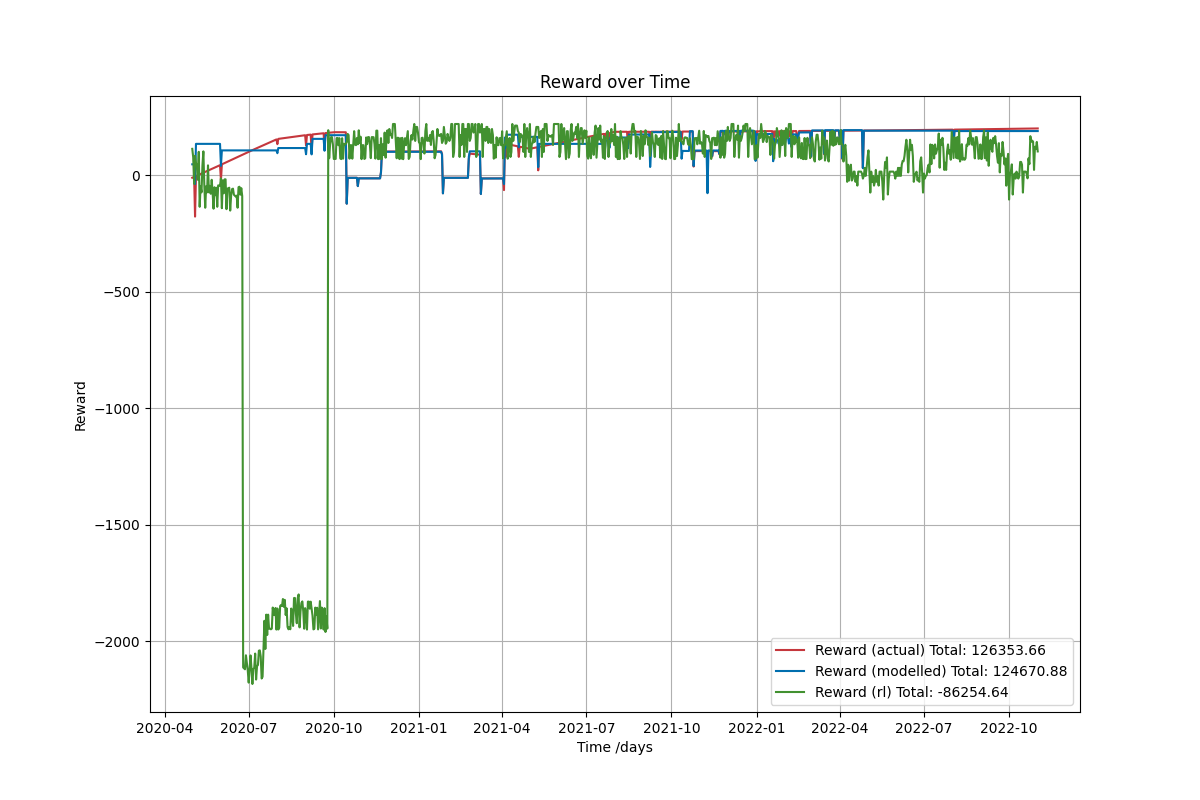 Reward over Time
Reward
0
−500
−1000
−1500
−2000
2020-04 2020-07 2020-10 2021-01 2021-04 2021-07 2021-10 2022-01 2022-04 2022-07 2022-10
Time /days
Reward (actual) Total: 126353.66
Reward (modelled) Total: 124670.88
Reward (rl) Total: -86254.64